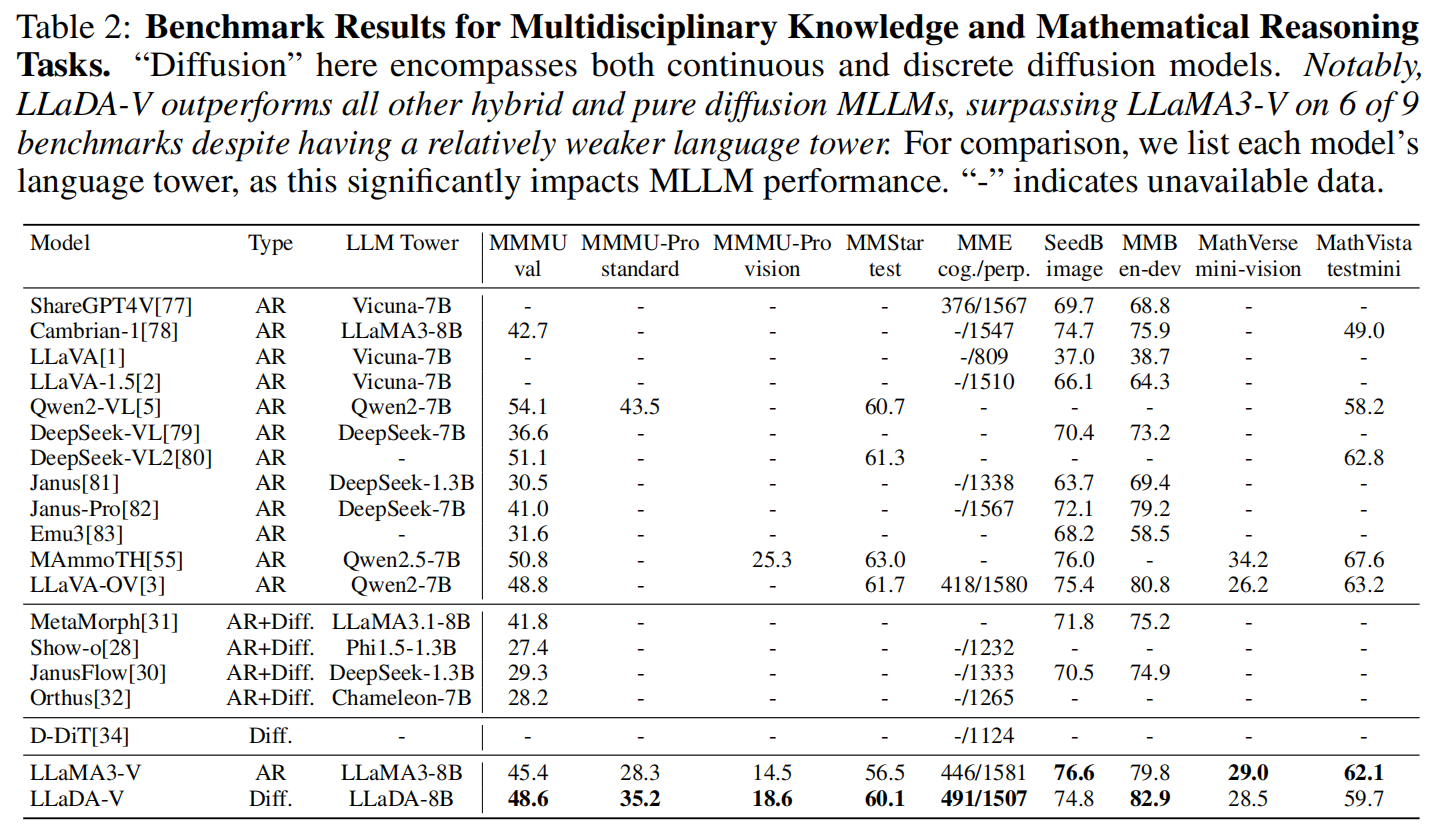 Table 2: Benchmark Results for Multidisciplinary Knowledge and Mathematical Reasoning
Tasks. “Diffusion” here encompasses both continuous and discrete diffusion models. Notably,
LLaDA-V outperforms all other hybrid and pure diffusion MLLMs, surpassing LLaMA3-V on 6 of 9
benchmarks despite having a relatively weaker language tower. For comparison, we list each model’s
language tower, as this significantly impacts MLLM performance. “-” indicates unavailable data.
Model Type LLM Tower MMMU MMMU-Pro MMMU-Pro MMStar MME SeedB MMB MathVerse MathVista
val standard vision test cog./perp. image en-dev mini-vision testmini
ShareGPT4V[77] AR Vicuna-7B - - - - 376/1567 69.7 68.8 - -
Cambrian-1[78] AR LLaMA3-8B 42.7 - - - -/1547 74.7 75.9 - 49.0
LLaVA[1] AR Vicuna-7B - - - - -/809 37.0 38.7 - -
LLaVA-1.5[2] AR Vicuna-7B - - - - -/1510 66.1 64.3 - -
Qwen2-VL[5] AR Qwen2-7B 54.1 43.5 - 60.7 - - - - 58.2
DeepSeek-VL[79] AR DeepSeek-7B 36.6 - - - - 70.4 73.2 - -
DeepSeek-VL2[80] AR - 51.1 - - 61.3 - - - - 62.8
Janus[81] AR DeepSeek-1.3B 30.5 - - - -/1338 63.7 69.4 - -
Janus-Pro[82] AR DeepSeek-7B 41.0 - - - -/1567 72.1 79.2 - -
Emu3[83] AR - 31.6 - - - - 68.2 58.5 - -
MAmmoTH[55] AR Qwen2.5-7B 50.8 - 25.3 63.0 - 76.0 - 34.2 67.6
LLaVA-OV[3] AR Qwen2-7B 48.8 - - 61.7 418/1580 75.4 80.8 26.2 63.2
MetaMorph[31] AR+Diff. LLaMA3.1-8B 41.8 - - - - 71.8 75.2 - -
Show-o[28] AR+Diff. Phi1.5-1.3B 27.4 - - - -/1232 - - - -
JanusFlow[30] AR+Diff. DeepSeek-1.3B 29.3 - - - -/1333 70.5 74.9 - -
Orthus[32] AR+Diff. Chameleon-7B 28.2 - - - -/1265 - - - -
D-DiT[34] Diff. - - - - - -/1124 - - - -
LLaMA3-V AR LLaMA3-8B 45.4 28.3 14.5 56.5 446/1581 76.6 79.8 29.0 62.1
LLaDA-V Diff. LLaDA-8B 48.6 35.2 18.6 60.1 491/1507 74.8 82.9 28.5 59.7